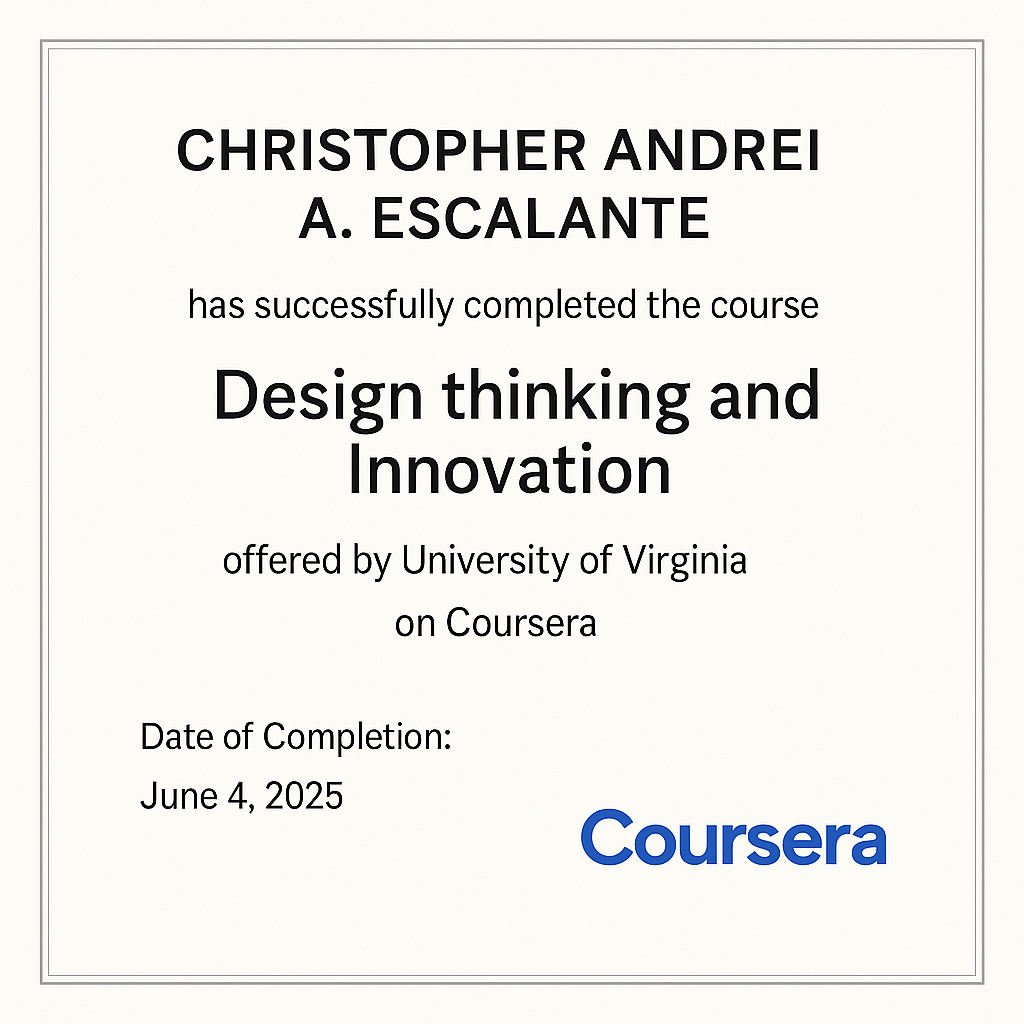 CHRISTOPHER ANDREI
A. ESCALANTE
has successfully completed the course
Design thinking and
Innovation
offered by University of Virginia
on Coursera
Date of Completion:
June 4, 2025
Coursera